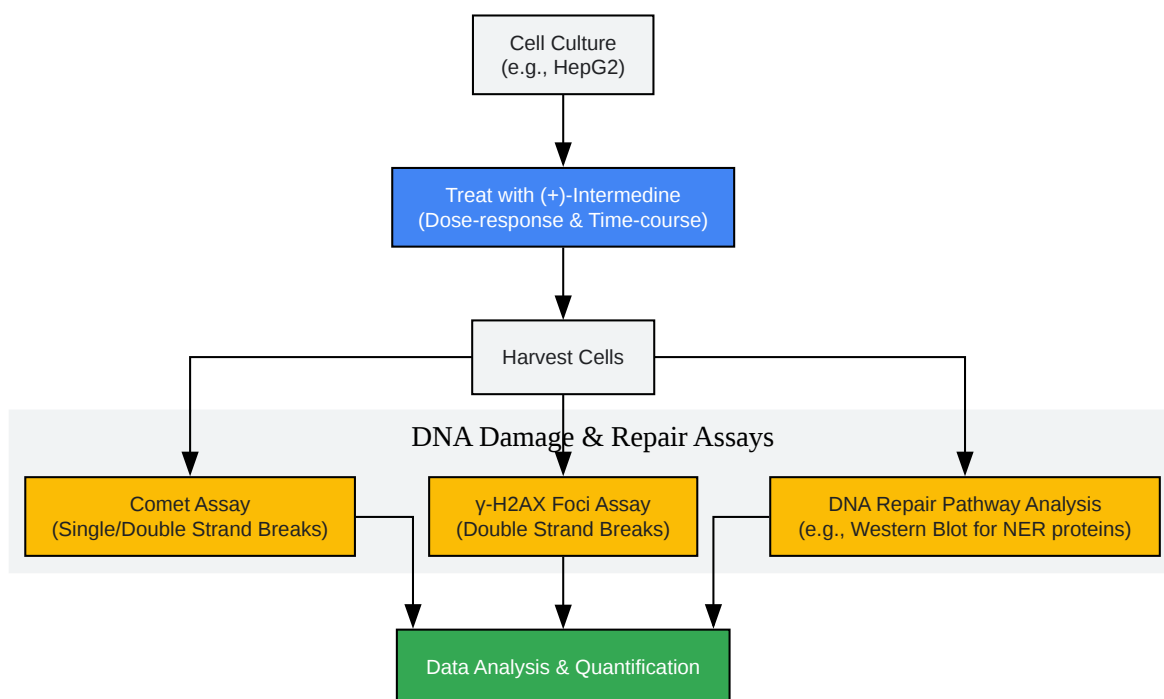 Cell Culture
(e.g., HepG2)
Treat with (+)-Intermedine
(Dose-response & Time-course)
Harvest Cells
DNA Damage & Repair Assays
Comet Assay
(Single/Double Strand Breaks)
γ-H2AX Foci Assay
(Double Strand Breaks)
DNA Repair Pathway Analysis
(e.g., Western Blot for NER proteins)
Data Analysis & Quantification